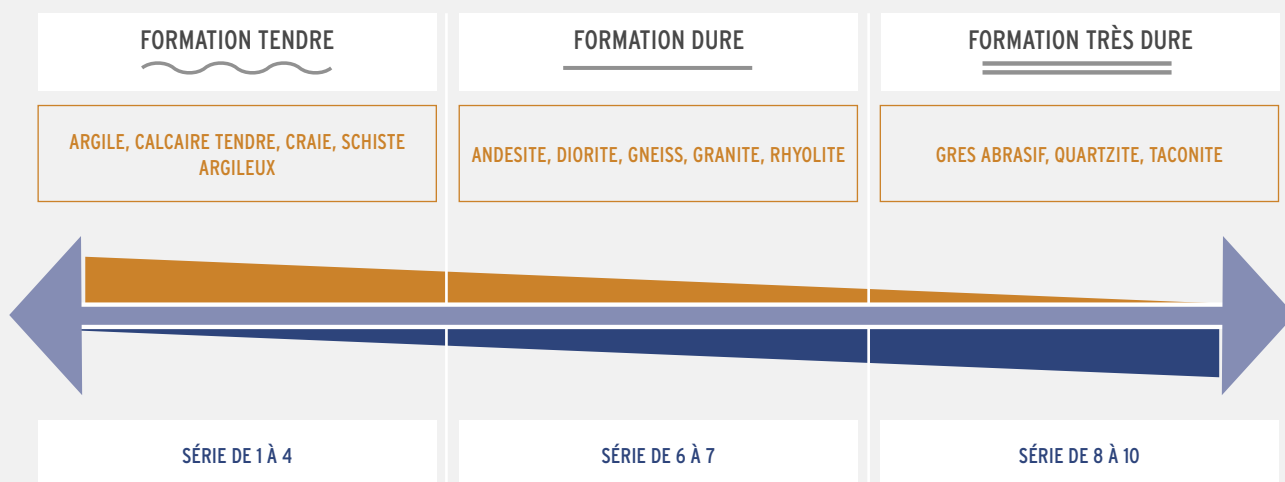 FORMATION TENDRE
FORMATION DURE
FORMATION TRÈS DURE
ARGILE, CALCAIRE TENDRE, CRAIE, SCHISTE
ARGILEUX
ANDESITE, DIORITE, GNEISS, GRANITE, RHYOLITE
GRES ABRASIF, QUARTZITE, TACONITE
SÉRIE DE 1 À 4
SÉRIE DE 6 À 7
SÉRIE DE 8 À 10